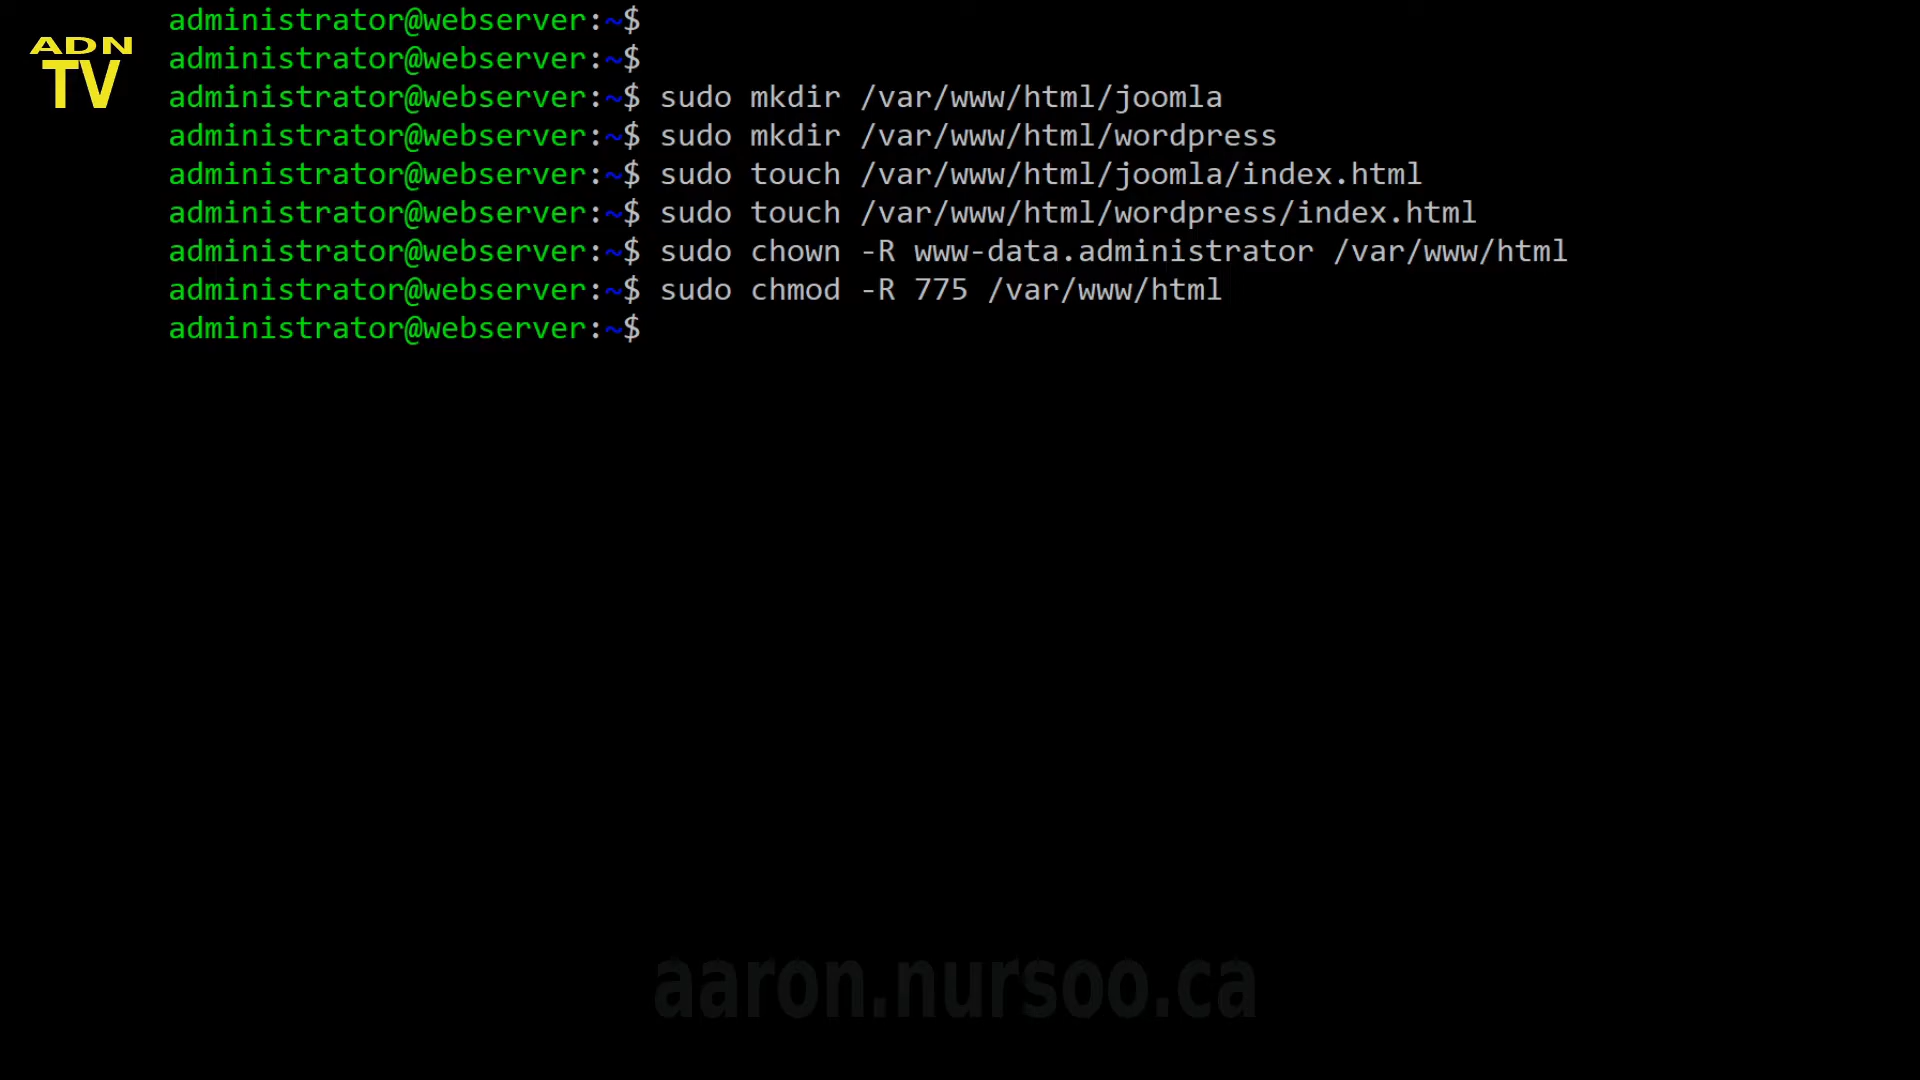 ADN
TV
administrator@webserver:~$
administrator@webserver:~$
administrator@webserver:~$ sudo mkdir /var/www/html/joomla
administrator@webserver:~$ sudo mkdir /var/www/html/wordpress
administrator@webserver:~$ sudo touch /var/www/html/joomla/index.html
administrator@webserver:~$ sudo touch /var/www/html/wordpress/index.html
administrator@webserver:~$ sudo chown -R www-data.administrator /var/www/html
administrator@webserver:~$ sudo chmod -R 775 /var/www/html
administrator@webserver:~$
aaron.nursoo.ca